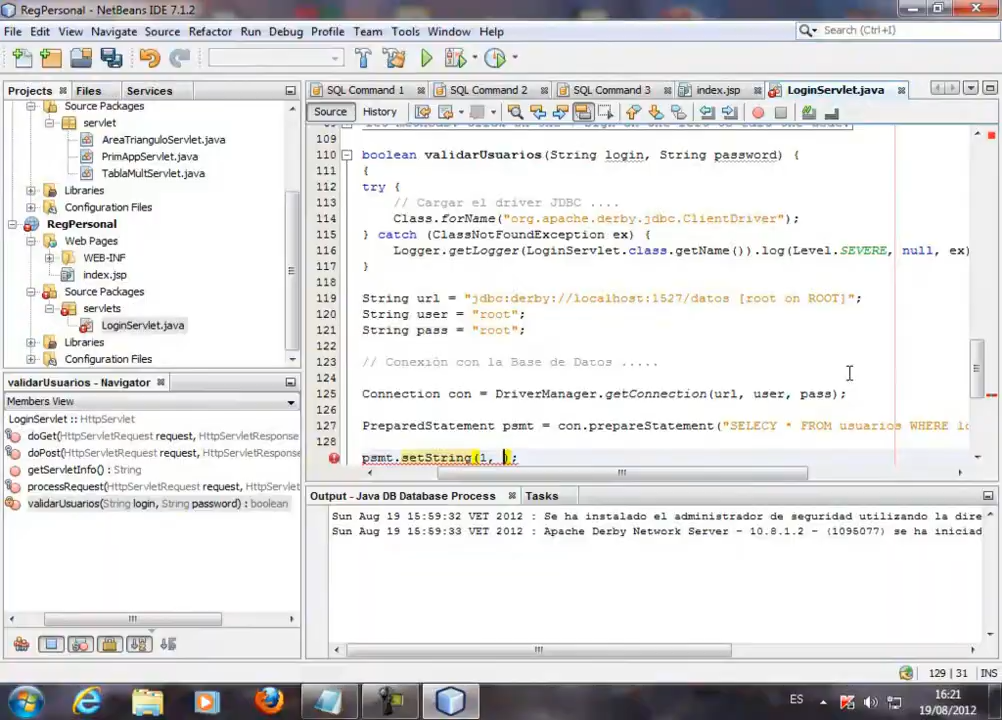 RegPersonal - NetBeans IDE 7.1.2
File Edit View Navigate Source Refactor Run Debug Profile Team Tools Window Help
Search (Ctrl+I)
Projects Files Services
Source Packages
servlet
AreaTrianguloServlet.java
PrimAppServlet.java
TablaMultServlet.java
Libraries
Configuration Files
RegPersonal
Web Pages
WEB-INF
index.jsp
Source Packages
servlets
LoginServlet.java
Libraries
Configuration Files
SQL Command 1 SQL Command 2 SQL Command 3 index.jsp LoginServlet.java
Source History
109
110 boolean validarUsuarios(String login, String password) {
111 {
112 try {
113 // Cargar el driver JDBC ....
114 Class.forName("org.apache.derby.jdbc.ClientDriver");
115 } catch (ClassNotFoundException ex) {
116 Logger.getLogger(LoginServlet.class.getName()).log(Level.SEVERE, null, ex)
117 }
118
119 String url = "jdbc:derby://localhost:1527/datos [root on ROOT]";
120 String user = "root";
121 String pass = "root";
122
123 // Conexión con la Base de Datos .....
124
125 Connection con = DriverManager.getConnection(url, user, pass);
126
127 PreparedStatement psmt = con.prepareStatement("SELECY * FROM usuarios WHERE lo
128
psmt.setString(1, );
validarUsuarios - Navigator
Members View
LoginServlet :: HttpServlet
doGet(HttpServletRequest request, HttpServletResponse
doPost(HttpServletRequest request, HttpServletRespons
getServletInfo() : String
processRequest(HttpServletRequest request, HttpServlet
validarUsuarios(String login, String password) : boolean
Output - Java DB Database Process Tasks
Sun Aug 19 15:59:32 VET 2012 : Se ha instalado el administrador de seguridad utilizando la dire
Sun Aug 19 15:59:33 VET 2012 : Apache Derby Network Server - 10.8.1.2 - (1095077) se ha iniciad
129 | 31 INS
ES
16:21
19/08/2012